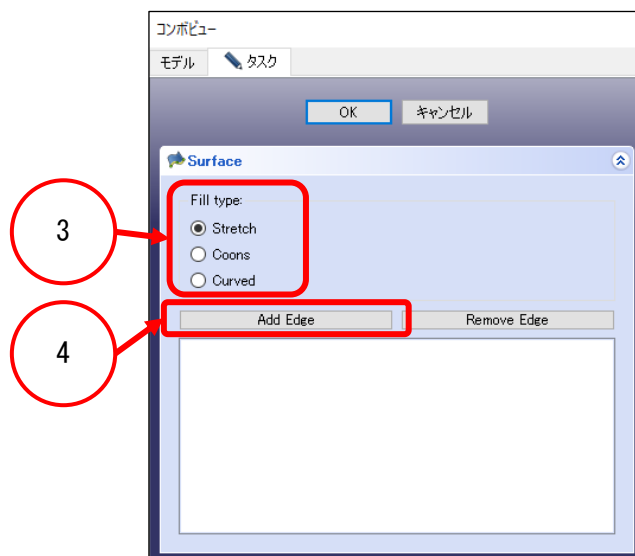 コンボビュー
モデル タスク
OK キャンセル
Surface
Fill type:
3
Stretch
Coons
Curved
Add Edge Remove Edge
4